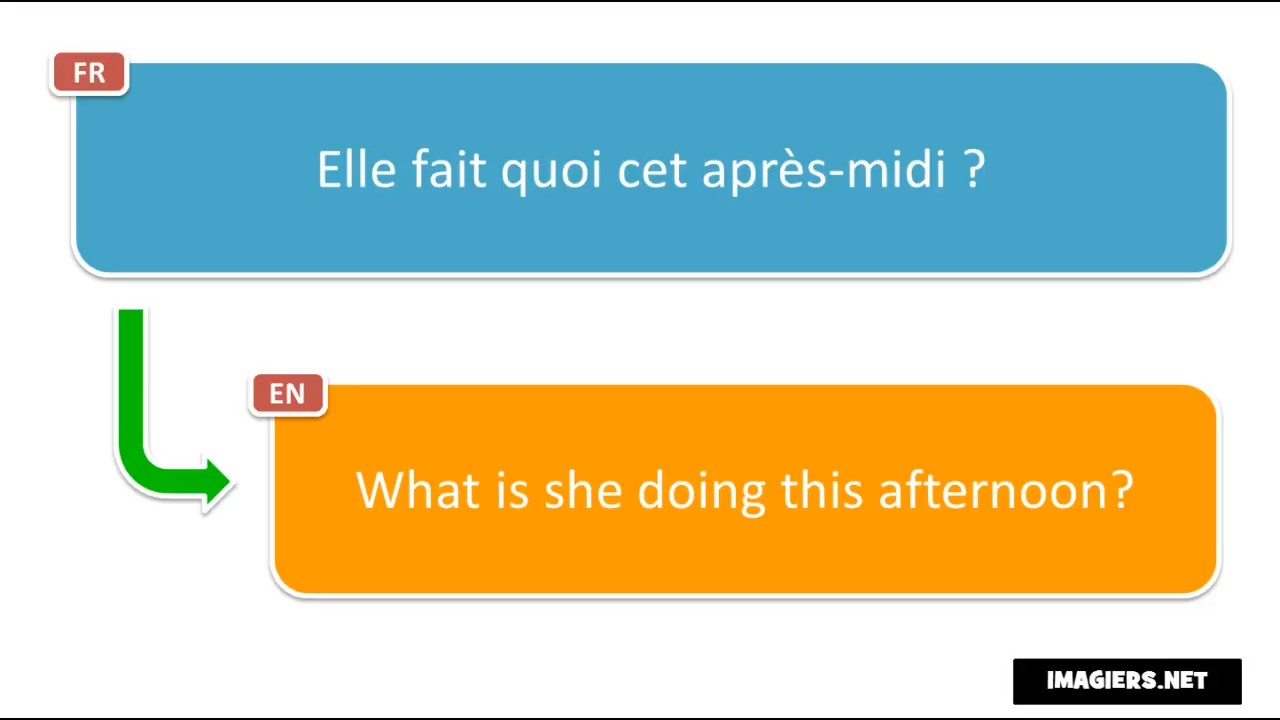 FR
Elle fait quoi cet après-midi ?
EN
What is she doing this afternoon?
IMAGIERS.NET